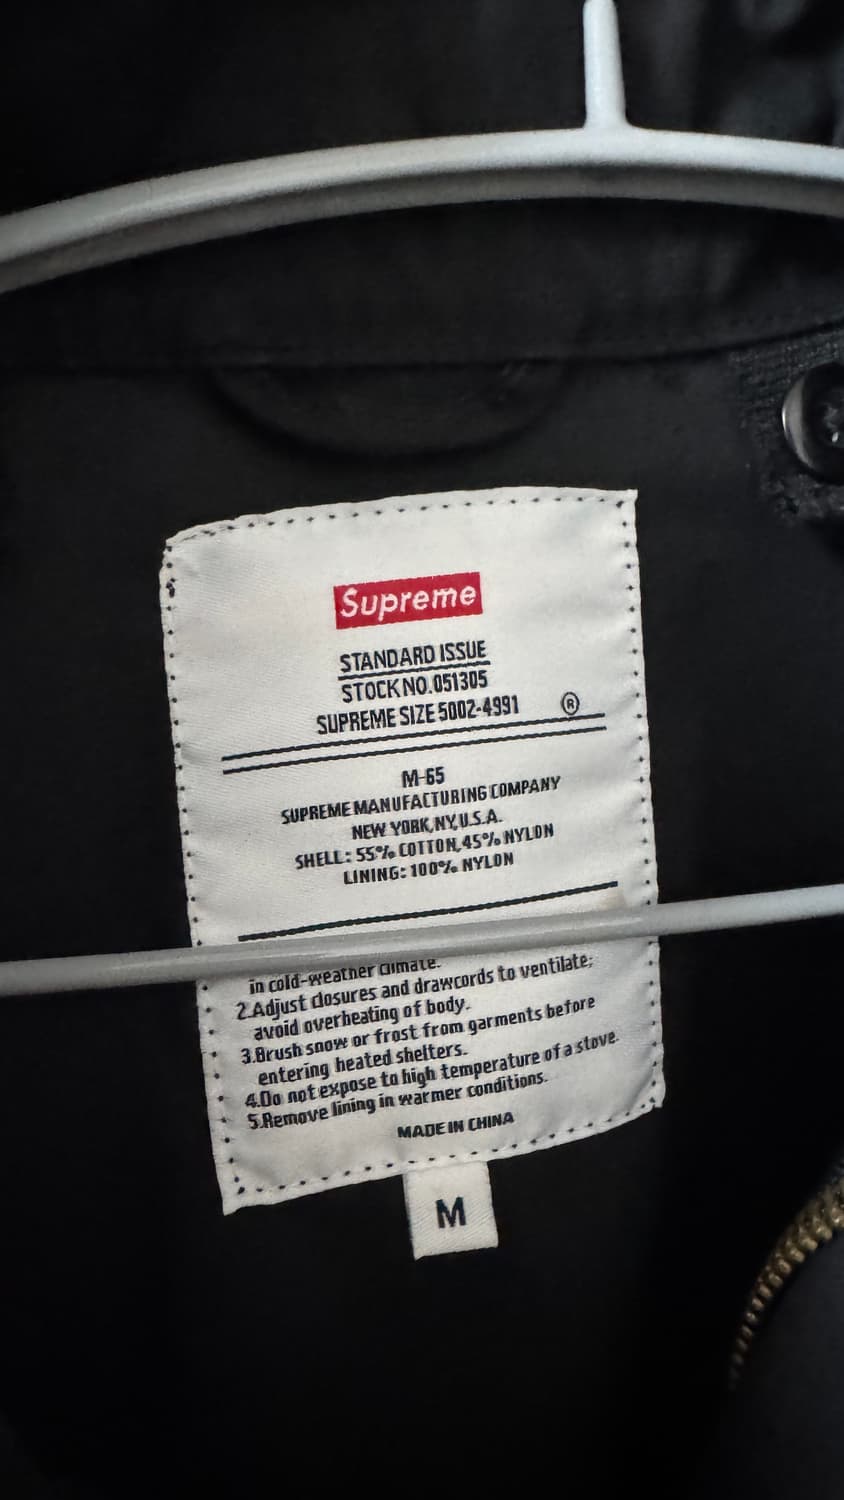 Supreme
STANDARD ISSUE
STOCK NO.051305
SUPREME SIZE 5002-4991 ®
M-65
SUPREME MANUFACTURING COMPANY
NEW YORK,NY,U.S.A.
SHELL: 55% COTTON,45% NYLON
LINING: 100% NYLON
in cold-weather climate.
2.Adjust closures and drawcords to ventilate;
avoid overheating of body.
3.Brush snow or frost from garments before
entering heated shelters.
4.Do not expose to high temperature of a stove.
5.Remove lining in warmer conditions.
MADE IN CHINA
M